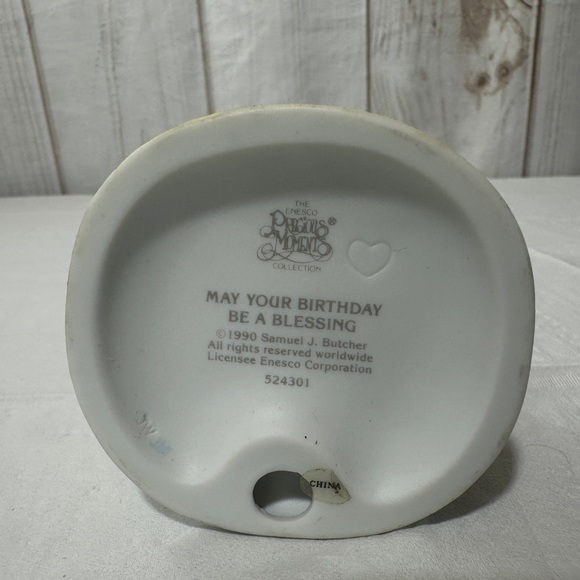 THE
ENESCO
PRECIOUS®
MOMENTS
COLLECTION
MAY YOUR BIRTHDAY
BE A BLESSING
©1990 Samuel J. Butcher
All rights reserved worldwide
Licensee Enesco Corporation
524301
CHINA